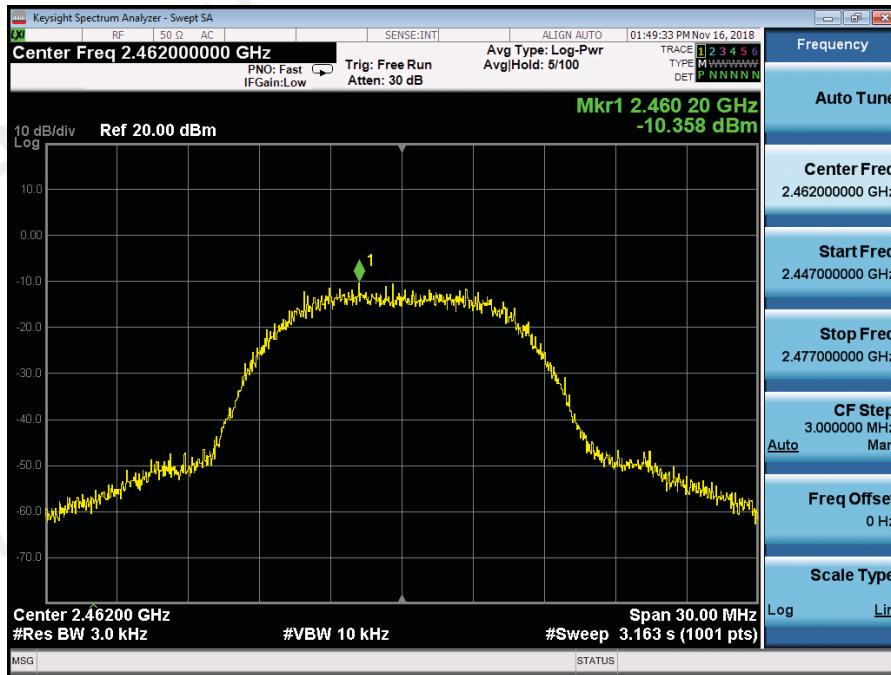 Keysight Spectrum Analyzer - Swept SA
LXI RF 50 Ω AC SENSE:INT ALIGN AUTO 01:49:33 PM Nov 16, 2018
Center Freq 2.462000000 GHz
PNO: Fast
IFGain:Low
Trig: Free Run
Atten: 30 dB
Avg Type: Log-Pwr
Avg|Hold: 5/100
TRACE 1 2 3 4 5 6
TYPE M W W W W W
DET P N N N N N
Mkr1 2.460 20 GHz
-10.358 dBm
10 dB/div Ref 20.00 dBm
Log
10.0
0.00
-10.0
-20.0
-30.0
-40.0
-50.0
-60.0
-70.0
1
Center 2.46200 GHz Span 30.00 MHz
#Res BW 3.0 kHz #VBW 10 kHz #Sweep 3.163 s (1001 pts)
MSG STATUS
Frequency
Auto Tune
Center Freq
2.462000000 GHz
Start Freq
2.447000000 GHz
Stop Freq
2.477000000 GHz
CF Step
3.000000 MHz
Auto Man
Freq Offset
0 Hz
Scale Type
Log Lin